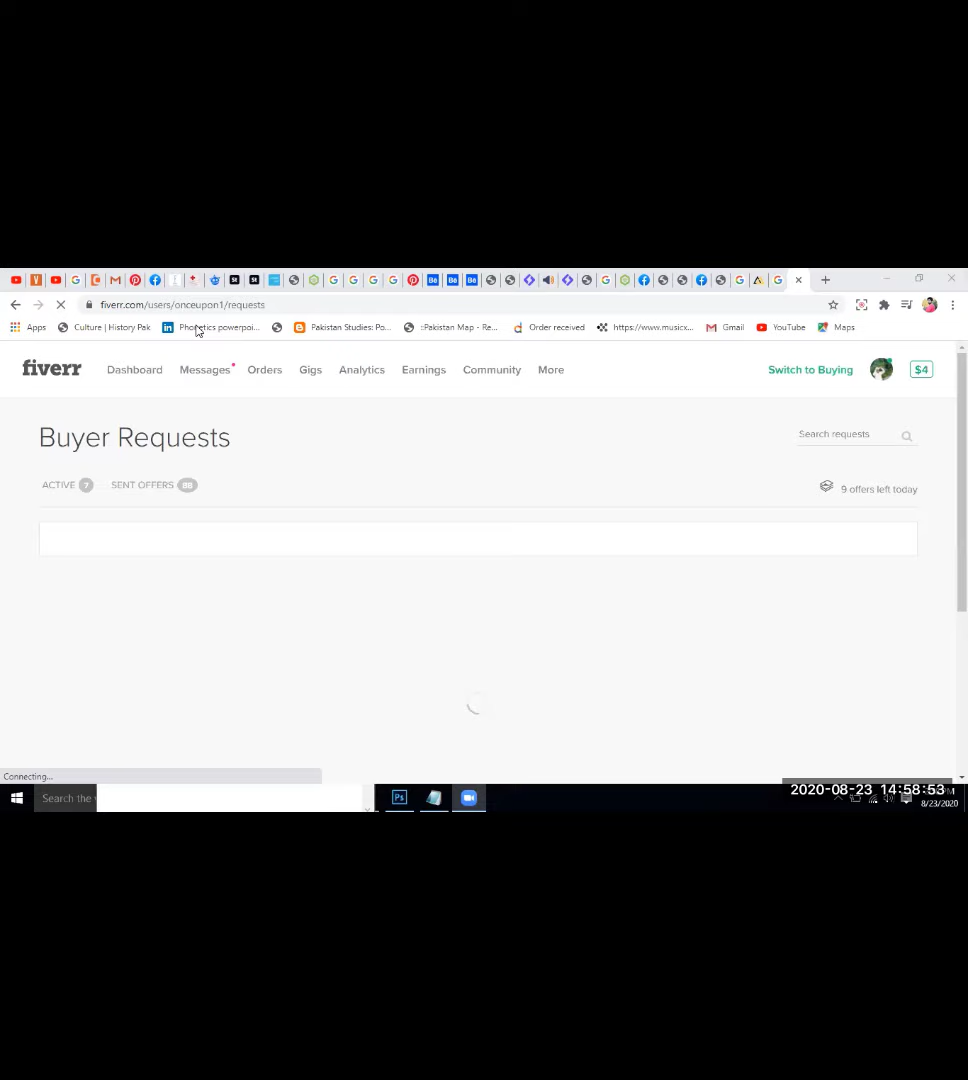 fiverr.com/users/onceupon1/requests
Apps Culture | History Pak Phonetics powerpoi... Pakistan Studies: Po... ::Pakistan Map - Re... Order received https://www.musicx... Gmail YouTube Maps
fiverr Dashboard Messages Orders Gigs Analytics Earnings Community More Switch to Buying $4
Buyer Requests
Search requests
ACTIVE 7 SENT OFFERS 88
9 offers left today
Connecting...
Search the
Ps
2020-08-23 14:58:53
8/23/2020